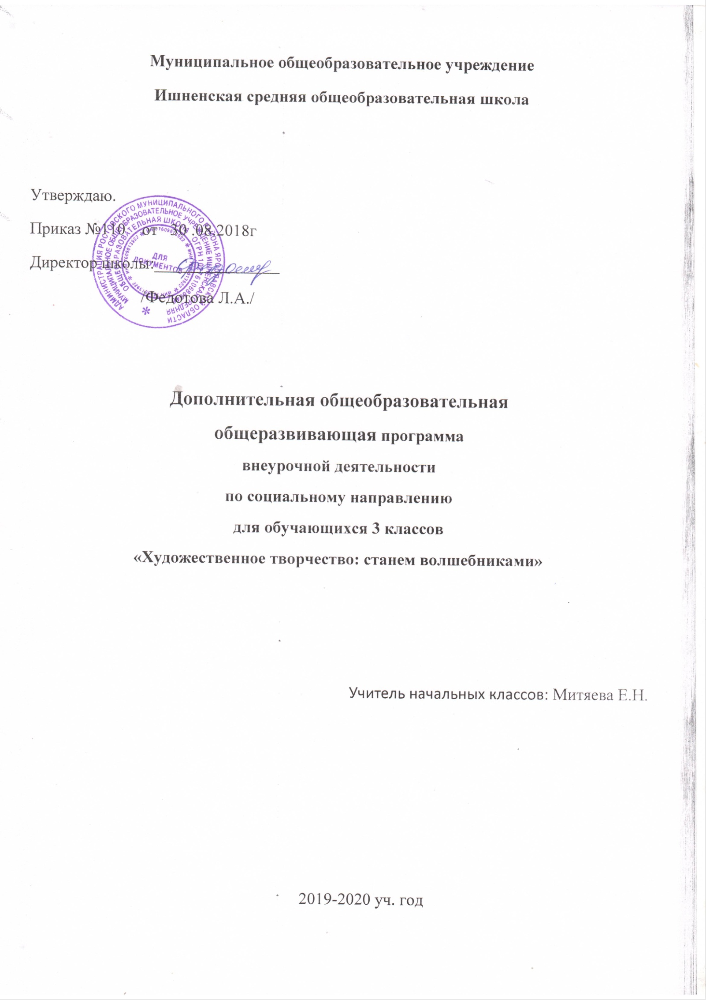 Муниципальное общеобразовательное учреждение
Ишненская средняя общеобразовательная школа
Утверждаю.
Приказ №110 от 30 .08.2018г
Директор школы:
/Федотова Л.А./
АДМИНИСТРАЦИЯ РОСТОВСКОГО МУНИЦИПАЛЬНОГО РАЙОНА ЯРОСЛАВСКОЙ ОБЛАСТИ
МУНИЦИПАЛЬНОЕ ОБЩЕОБРАЗОВАТЕЛЬНОЕ УЧРЕЖДЕНИЕ ИШНЕНСКАЯ СРЕДНЯЯ
ОБЩЕОБРАЗОВАТЕЛЬНАЯ ШКОЛА * ОГРН
ИНН 7609013922 * ИНН 7609013922 *
ДЛЯ
ДОКУМЕНТОВ
Дополнительная общеобразовательная
общеразвивающая программа
внеурочной деятельности
по социальному направлению
для обучающихся 3 классов
«Художественное творчество: станем волшебниками»
Учитель начальных классов: Митяева Е.Н.
2019-2020 уч. год